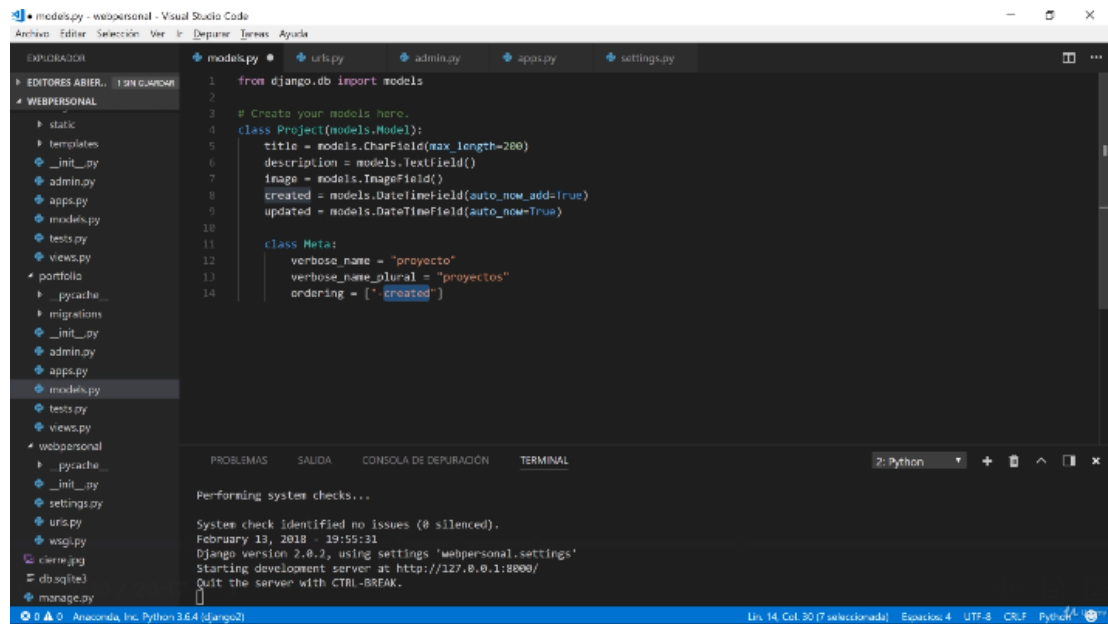 models.py - webpersonal - Visual Studio Code
Archivo Editar Selección Ver Ir Depurar Tareas Ayuda
EXPLORADOR
models.py urls.py admin.py apps.py settings.py
EDITORES ABIER... 1 SIN GUARDAR
WEBPERSONAL
static
templates
__init__.py
admin.py
apps.py
models.py
tests.py
views.py
portfolio
__pycache__
migrations
__init__.py
admin.py
apps.py
models.py
tests.py
views.py
webpersonal
__pycache__
__init__.py
settings.py
urls.py
wsgi.py
cierre.jpg
db.sqlite3
manage.py
1 from django.db import models
2
3 # Create your models here.
4 class Project(models.Model):
5 title = models.CharField(max_length=200)
6 description = models.TextField()
7 image = models.ImageField()
8 created = models.DateTimeField(auto_now_add=True)
9 updated = models.DateTimeField(auto_now=True)
10
11 class Meta:
12 verbose_name = "proyecto"
13 verbose_name_plural = "proyectos"
14 ordering = ["-created"]
PROBLEMAS SALIDA CONSOLA DE DEPURACIÓN TERMINAL
2: Python
Performing system checks...
System check identified no issues (0 silenced).
February 13, 2018 - 19:55:31
Django version 2.0.2, using settings 'webpersonal.settings'
Starting development server at http://127.0.0.1:8000/
Quit the server with CTRL-BREAK.
0 0 Anaconda, Inc. Python 3.6.4 (django2) Lín. 14, Col. 30 (7 seleccionada) Espacios: 4 UTF-8 CRLF Python